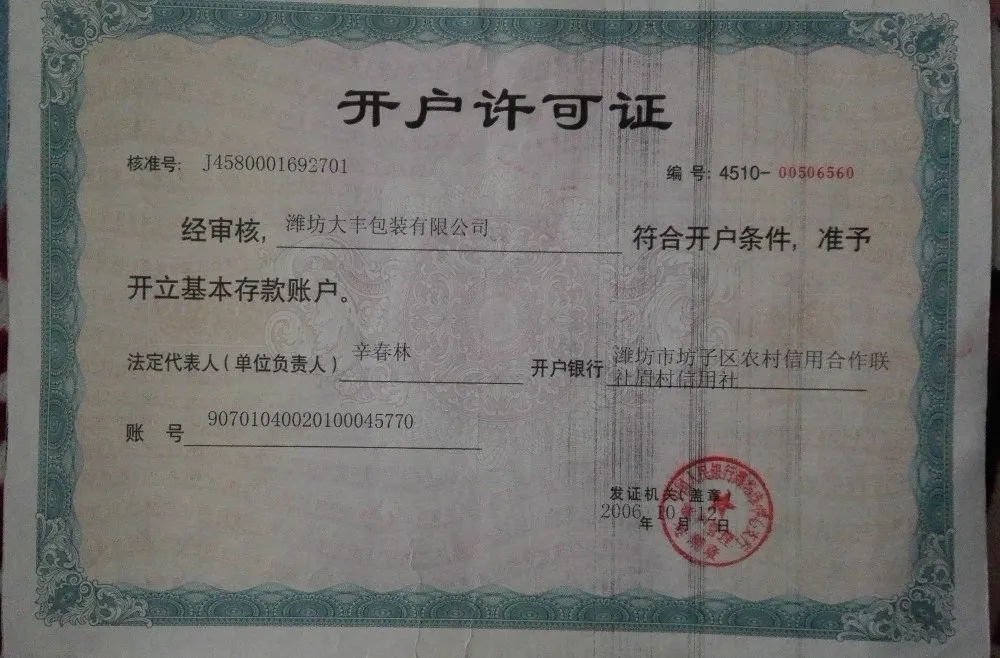 开户许可证
核准号: J4580001692701 编 号: 4510-00506560
经审核, 潍坊大丰包装有限公司 符合开户条件, 准予
开立基本存款账户。
法定代表人(单位负责人) 辛春林 开户银行 潍坊市坊子区农村信用合作联
社眉村信用社
账 号 90701040020100045770
发证机关(盖章)
2006 年 10 月 12 日